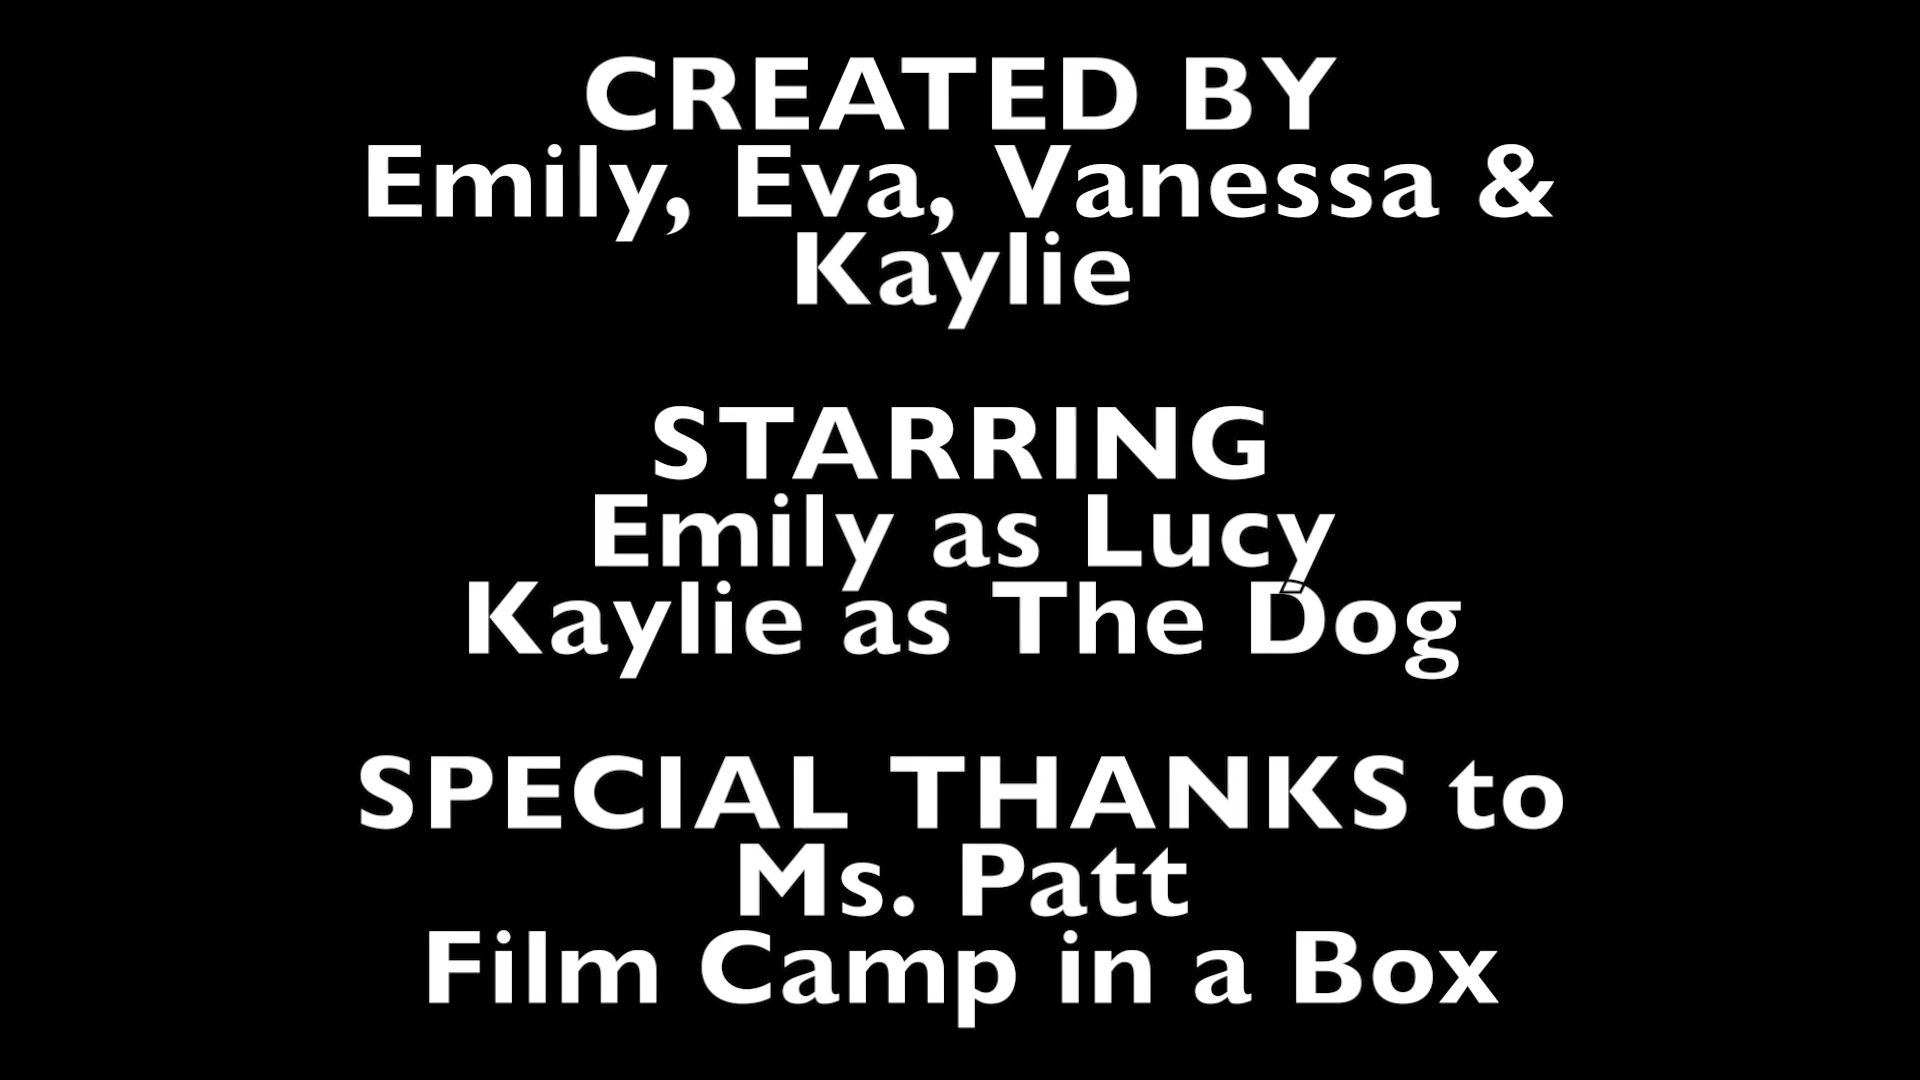 CREATED BY
Emily, Eva, Vanessa &
Kaylie
STARRING
Emily as Lucy
Kaylie as The Dog
SPECIAL THANKS to
Ms. Patt
Film Camp in a Box